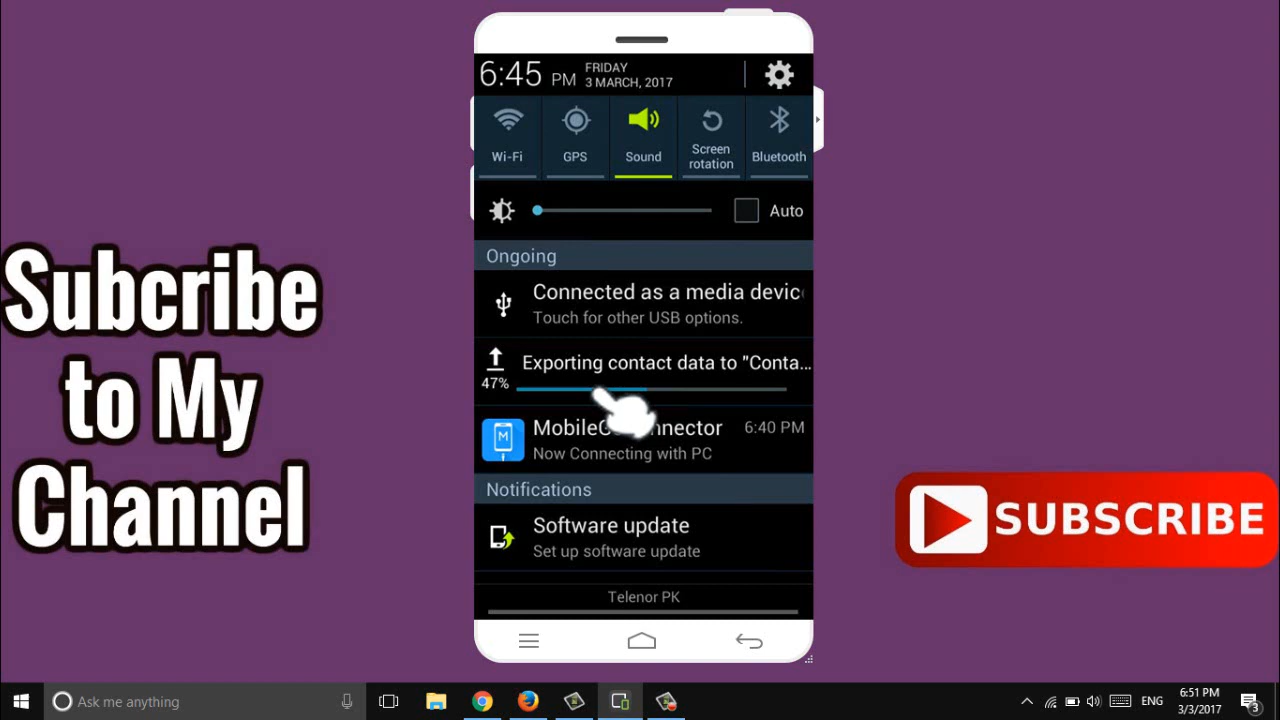 6:45 PM
FRIDAY
3 MARCH, 2017
Wi-Fi
GPS
Sound
Screen
rotation
Bluetooth
Auto
Ongoing
Connected as a media devic
Touch for other USB options.
Exporting contact data to "Conta...
47%
6:40 PM
Now Connecting with PC
Notifications
Software update
Set up software update
Telenor PK
Subcribe
to My
Channel
SUBSCRIBE
Ask me anything
ENG
6:51 PM
3/3/2017
3